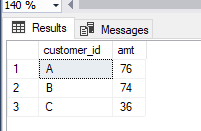 140 %
Results Messages
customer_id amt
1 A 76
2 B 74
3 C 36